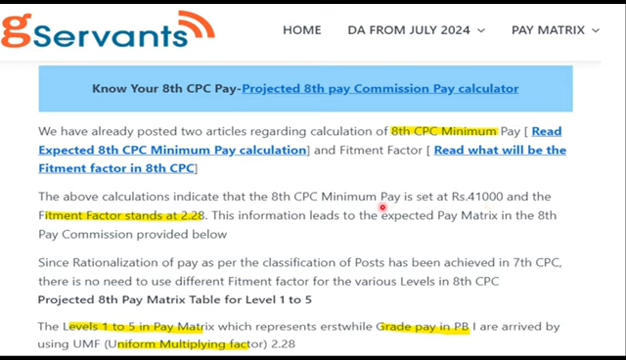 gServants
HOME DA FROM JULY 2024 PAY MATRIX
Know Your 8th CPC Pay-Projected 8th pay Commission Pay calculator
We have already posted two articles regarding calculation of 8th CPC Minimum Pay [ Read
Expected 8th CPC Minimum Pay calculation] and Fitment Factor [ Read what will be the
Fitment factor in 8th CPC]
The above calculations indicate that the 8th CPC Minimum Pay is set at Rs.41000 and the
Fitment Factor stands at 2.28. This information leads to the expected Pay Matrix in the 8th
Pay Commission provided below
Since Rationalization of pay as per the classification of Posts has been achieved in 7th CPC,
there is no need to use different Fitment factor for the various Levels in 8th CPC
Projected 8th Pay Matrix Table for Level 1 to 5
The Levels 1 to 5 in Pay Matrix which represents erstwhile Grade pay in PB I are arrived by
using UMF (Uniform Multiplying factor) 2.28